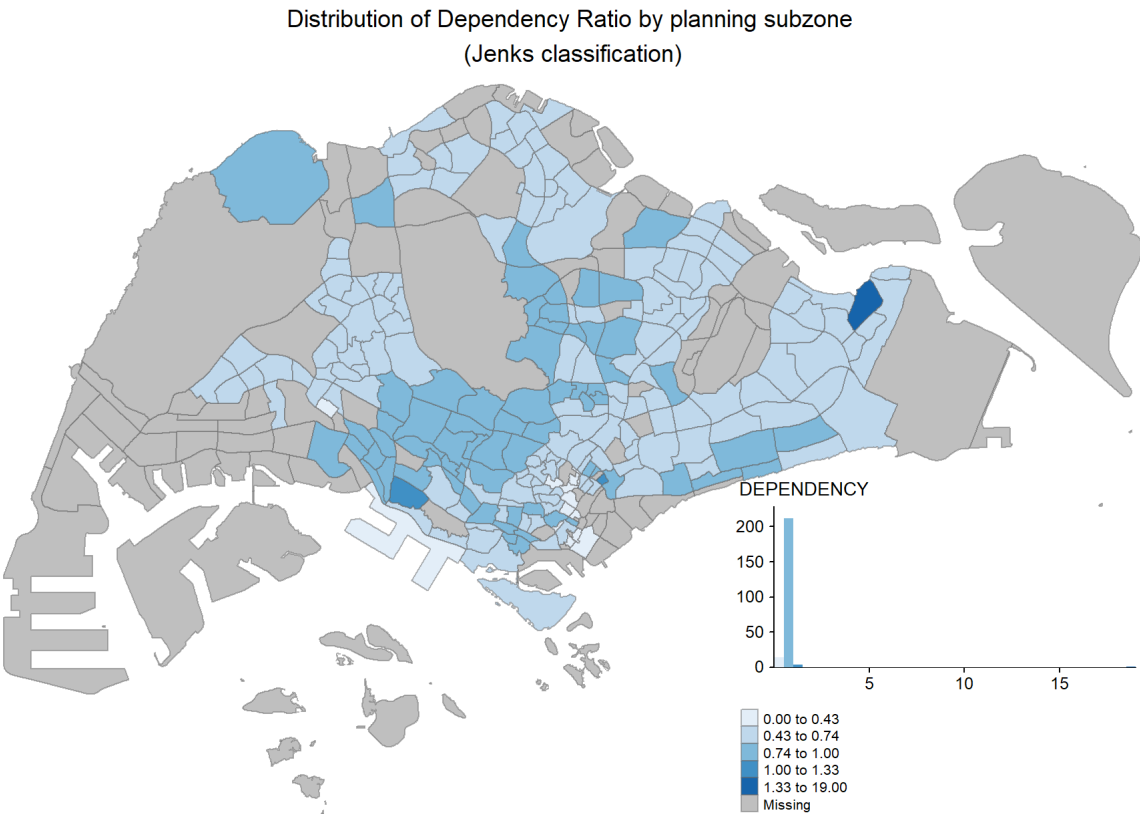 Distribution of Dependency Ratio by planning subzone
(Jenks classification)
DEPENDENCY
200
150
100
50
0
5 10 15
0.00 to 0.43
0.43 to 0.74
0.74 to 1.00
1.00 to 1.33
1.33 to 19.00
Missing